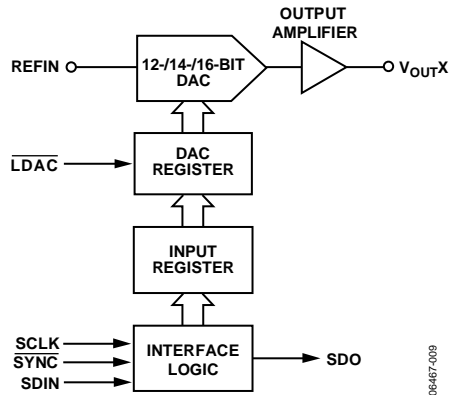 OUTPUT
AMPLIFIER
REFIN
12-/14-/16-BIT
DAC
VOUTX
LDAC
DAC
REGISTER
INPUT
REGISTER
SCLK
SYNC
SDIN
INTERFACE
LOGIC
SDO
06467-009